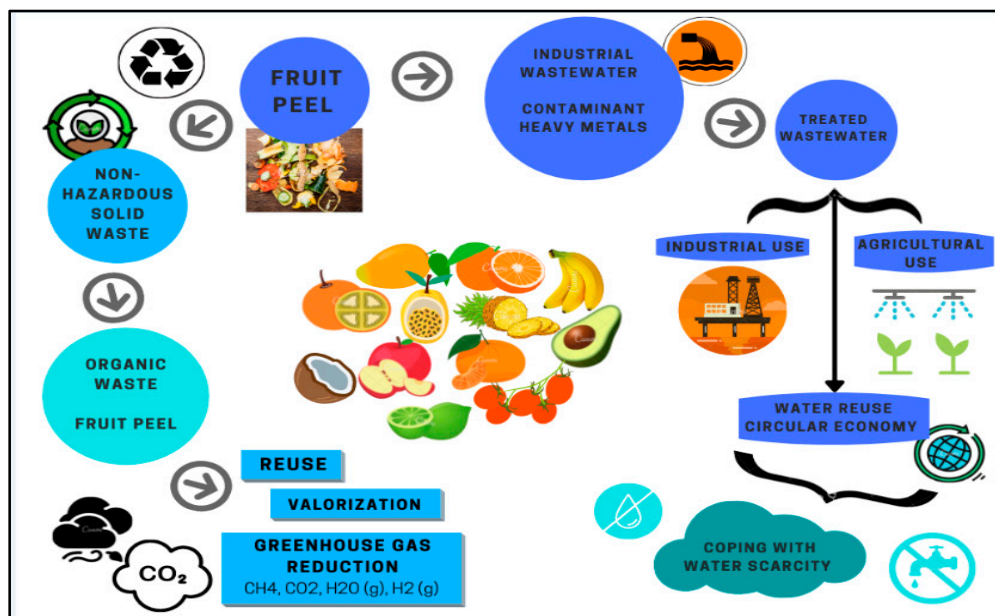 FRUIT
PEEL
INDUSTRIAL
WASTEWATER
CONTAMINANT
HEAVY METALS
TREATED
WASTEWATER
NON-
HAZARDOUS
SOLID
WASTE
INDUSTRIAL USE
AGRICULTURAL
USE
ORGANIC
WASTE
FRUIT PEEL
WATER REUSE
CIRCULAR ECONOMY
REUSE
VALORIZATION
GREENHOUSE GAS
REDUCTION
CH4, CO2, H2O (g), H2 (g)
CO₂
COPING WITH
WATER SCARCITY